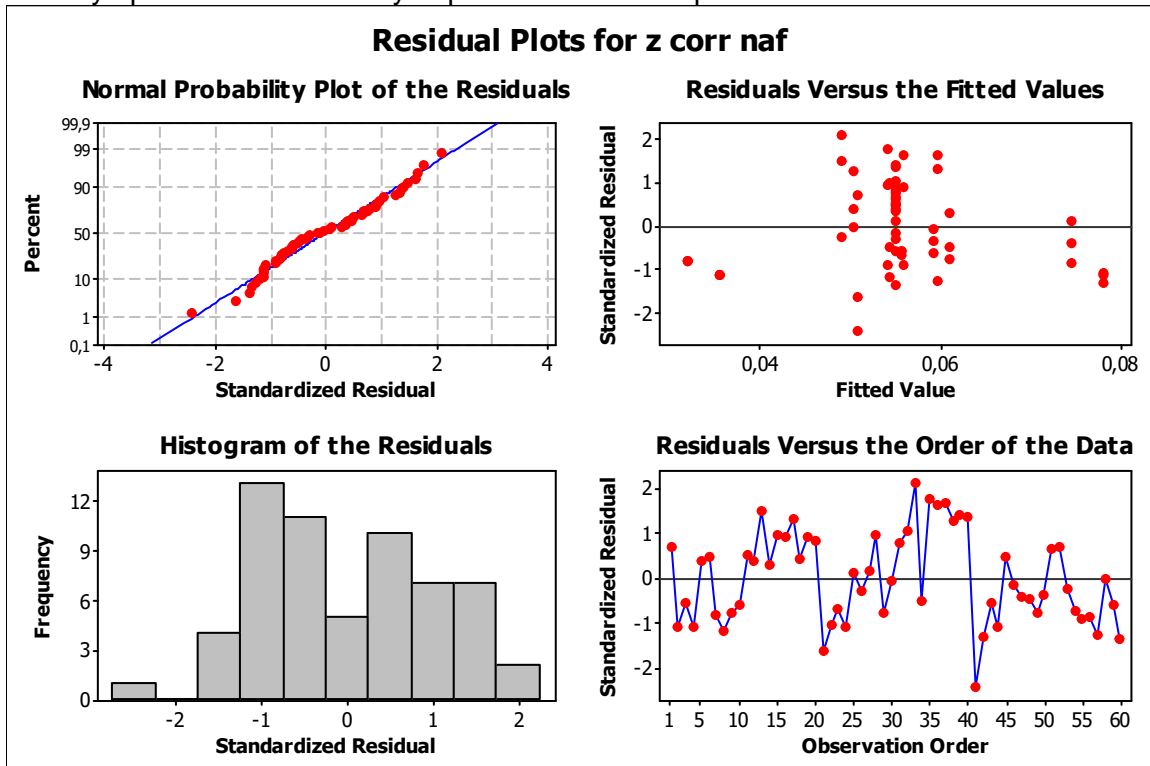 Residual Plots for z corr naf
Normal Probability Plot of the Residuals
Percent
99,9
99
90
50
10
1
0,1
-4 -2 0 2 4
Standardized Residual
Residuals Versus the Fitted Values
Standardized Residual
2
1
0
-1
-2
0,04 0,06 0,08
Fitted Value
Histogram of the Residuals
Frequency
12
9
6
3
0
-2 -1 0 1 2
Standardized Residual
Residuals Versus the Order of the Data
Standardized Residual
2
1
0
-1
-2
1 5 10 15 20 25 30 35 40 45 50 55 60
Observation Order